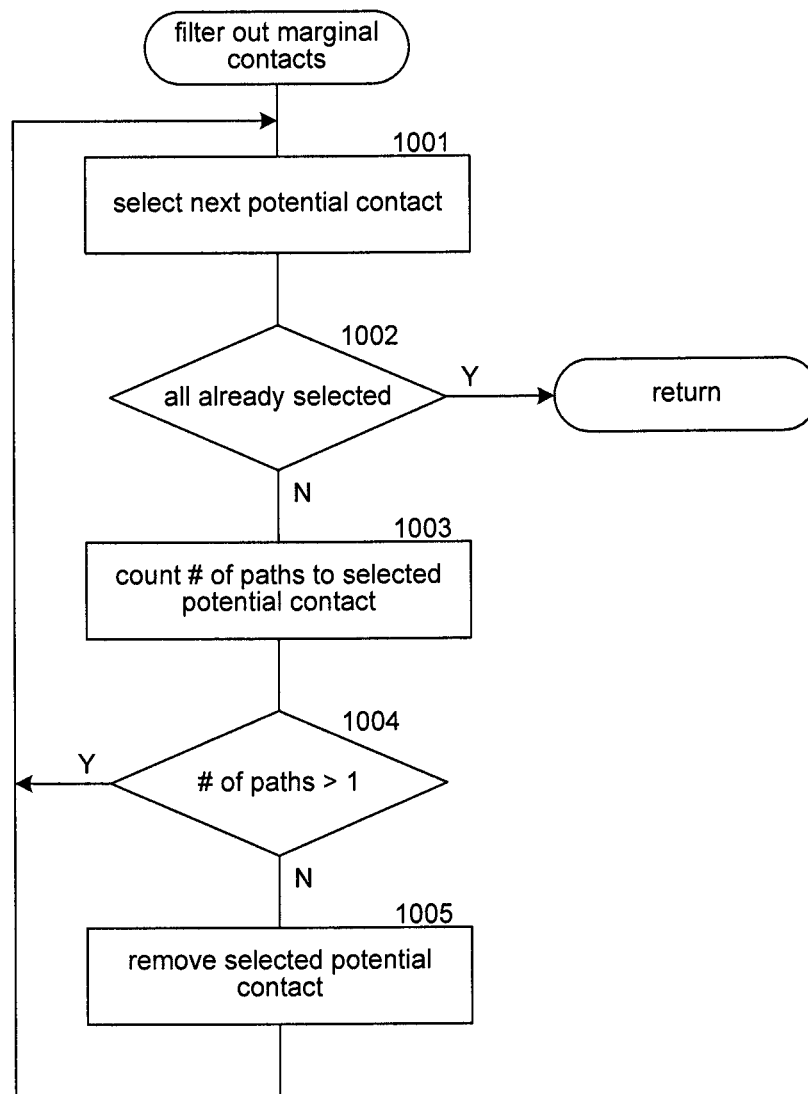 filter out marginal
contacts
1001
select next potential contact
1002
all already selected
Y
return
N
1003
count # of paths to selected
potential contact
1004
Y
# of paths > 1
N
1005
remove selected potential
contact